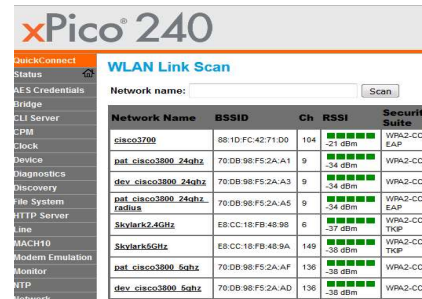 xPico® 240
QuickConnect
Status
AES Credentials
Bridge
CLI Server
CPM
Clock
Device
Diagnostics
Discovery
File System
HTTP Server
Line
MACH10
Modem Emulation
Monitor
NTP
Network
WLAN Link Scan
Network name: Scan
Network Name BSSID Ch RSSI Securit
Suite
cisco3700 88:1D:FC:42:71:D0 104 -21 dBm WPA2-CC
EAP
pat_cisco3800_24ghz 70:DB:98:F5:2A:A1 9 -34 dBm WPA2-CC
dev_cisco3800_24ghz 70:DB:98:F5:2A:A3 9 -34 dBm WPA2-CC
pat_cisco3800_24hz_ 70:DB:98:F5:2A:A5 9 -34 dBm WPA2-CC
radius EAP
Skylark2.4GHz E8:CC:18:FB:48:98 6 -37 dBm WPA2-CC
TKIP
Skylark5GHz E8:CC:18:FB:48:9A 149 -38 dBm WPA2-CC
TKIP
pat_cisco3800_5ghz 70:DB:98:F5:2A:AF 136 -38 dBm WPA2-CC
dev_cisco3800_5ghz 70:DB:98:F5:2A:AD 136 -38 dBm WPA2-CC